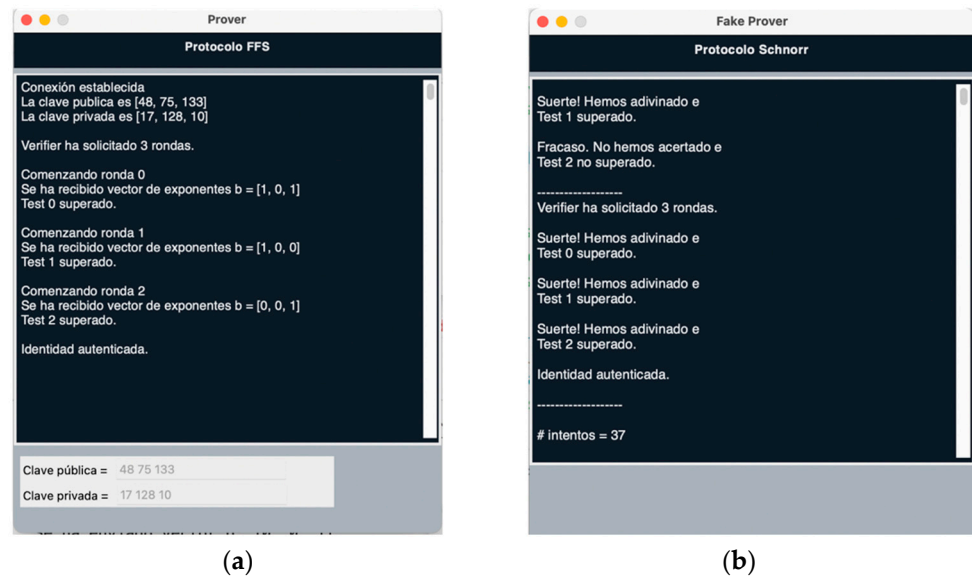 Prover
Protocolo FFS
Conexión establecida
La clave publica es [48, 75, 133]
La clave privada es [17, 128, 10]
Verifier ha solicitado 3 rondas.
Comenzando ronda 0
Se ha recibido vector de exponentes b = [1, 0, 1]
Test 0 superado.
Comenzando ronda 1
Se ha recibido vector de exponentes b = [1, 0, 0]
Test 1 superado.
Comenzando ronda 2
Se ha recibido vector de exponentes b = [0, 0, 1]
Test 2 superado.
Identidad autenticada.
Clave pública = 48 75 133
Clave privada = 17 128 10
(a)
Fake Prover
Protocolo Schnorr
Suerte! Hemos adivinado e
Test 1 superado.
Fracaso. No hemos acertado e
Test 2 no superado.
-------------------
Verifier ha solicitado 3 rondas.
Suerte! Hemos adivinado e
Test 0 superado.
Suerte! Hemos adivinado e
Test 1 superado.
Suerte! Hemos adivinado e
Test 2 superado.
Identidad autenticada.
-------------------
# intentos = 37
(b)